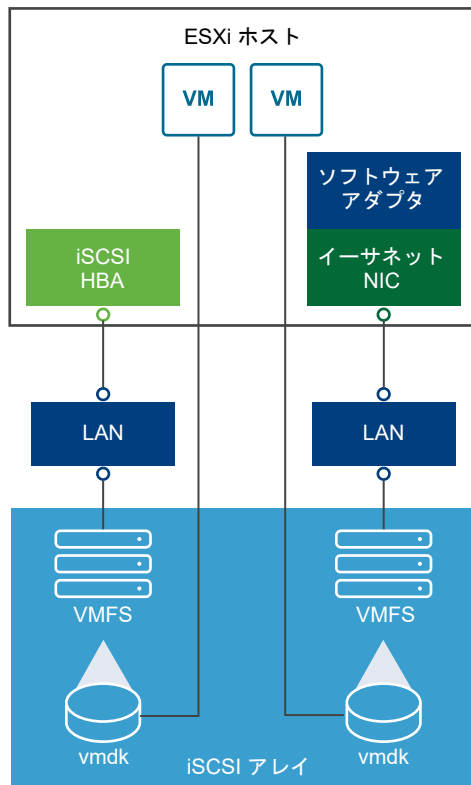 ESXi ホスト
VM
VM
ソフトウェア
アダプタ
iSCSI
HBA
イーサネット
NIC
LAN
LAN
VMFS
VMFS
vmdk
vmdk
iSCSI アレイ